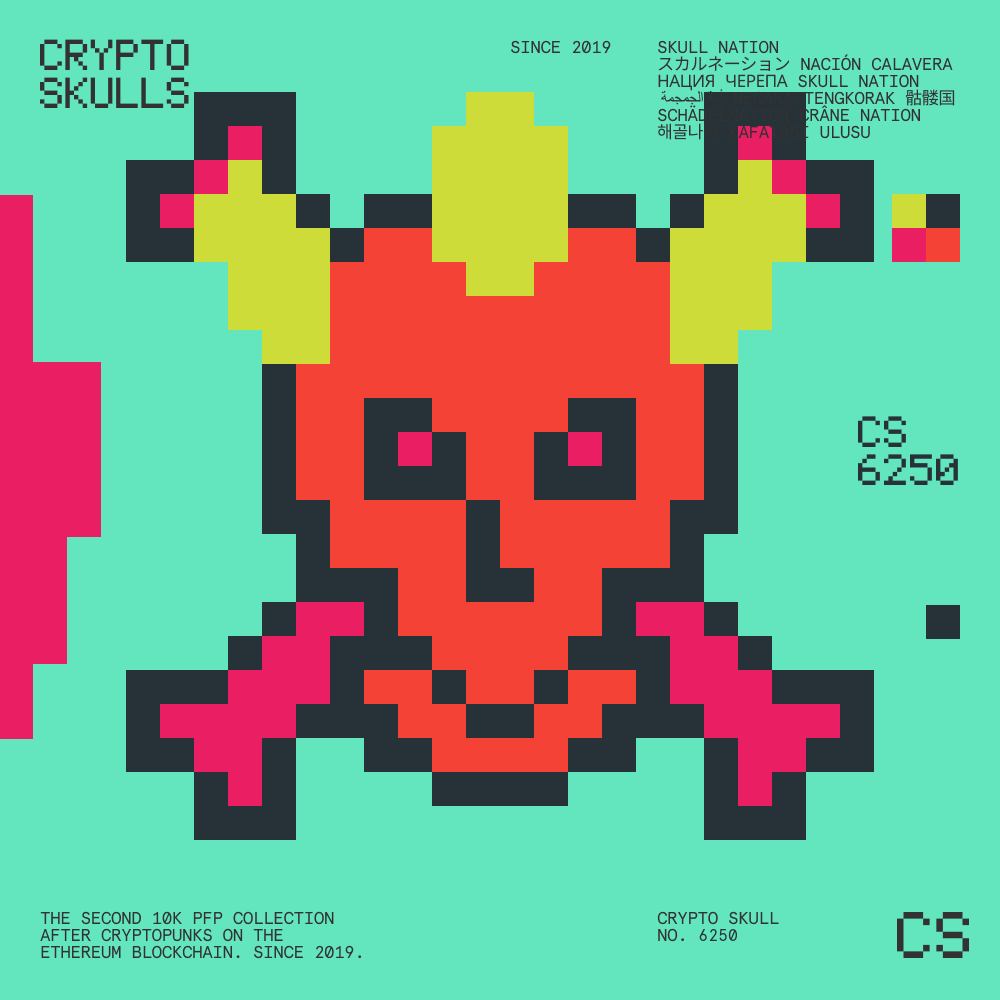 CRYPTO
SKULLS
SINCE 2019
SKULL NATION
スカルネーション NACIÓN CALAVERA
НАЦИЯ ЧЕРЕПА SKULL NATION
الجمجمة TENGKORAK 骷髅国
CRÂNE NATION
해골나 ULUSU
CS
6250
THE SECOND 10K PFP COLLECTION
AFTER CRYPTOPUNKS ON THE
ETHEREUM BLOCKCHAIN. SINCE 2019.
CRYPTO SKULL
NO. 6250
CS